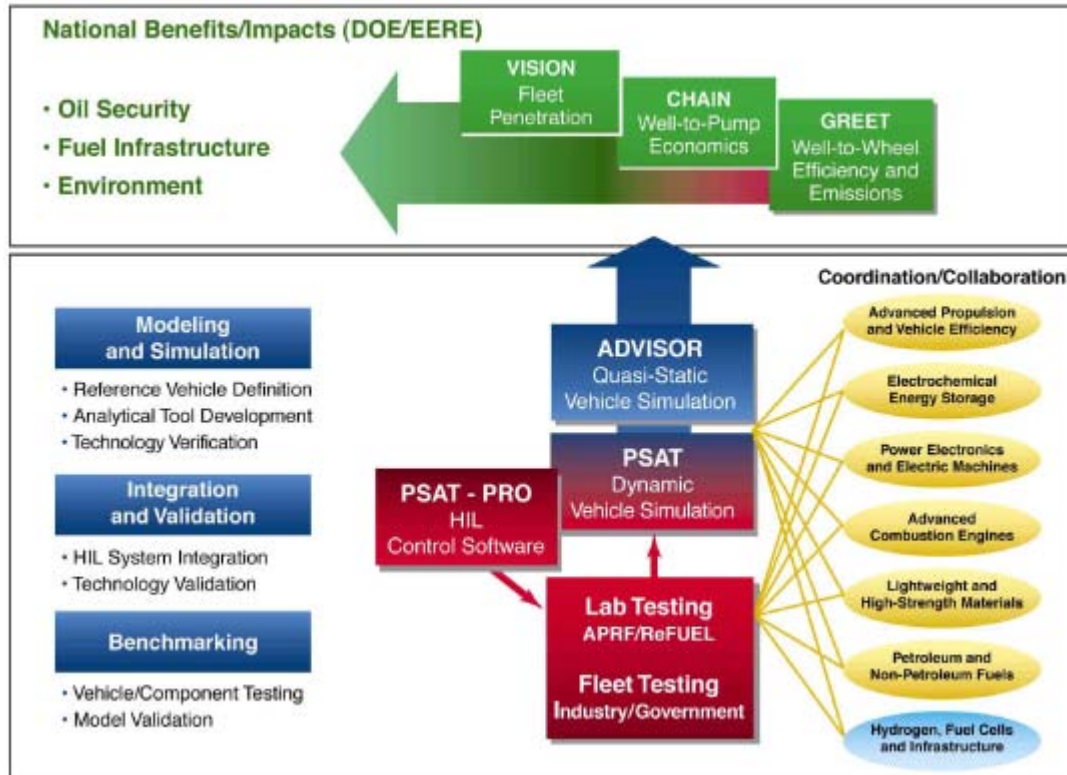 National Benefits/Impacts (DOE/EERE)
• Oil Security
• Fuel Infrastructure
• Environment
VISION
Fleet
Penetration
CHAIN
Well-to-Pump
Economics
GREET
Well-to-Wheel
Efficiency and
Emissions
Modeling
and Simulation
• Reference Vehicle Definition
• Analytical Tool Development
• Technology Verification
Integration
and Validation
• HIL System Integration
• Technology Validation
Benchmarking
• Vehicle/Component Testing
• Model Validation
ADVISOR
Quasi-Static
Vehicle Simulation
PSAT
Dynamic
Vehicle Simulation
PSAT - PRO
HIL
Control Software
Lab Testing
APRF/ReFUEL
Fleet Testing
Industry/Government
Coordination/Collaboration
Advanced Propulsion
and Vehicle Efficiency
Electrochemical
Energy Storage
Power Electronics
and Electric Machines
Advanced
Combustion Engines
Lightweight and
High-Strength Materials
Petroleum and
Non-Petroleum Fuels
Hydrogen, Fuel Cells
and Infrastructure